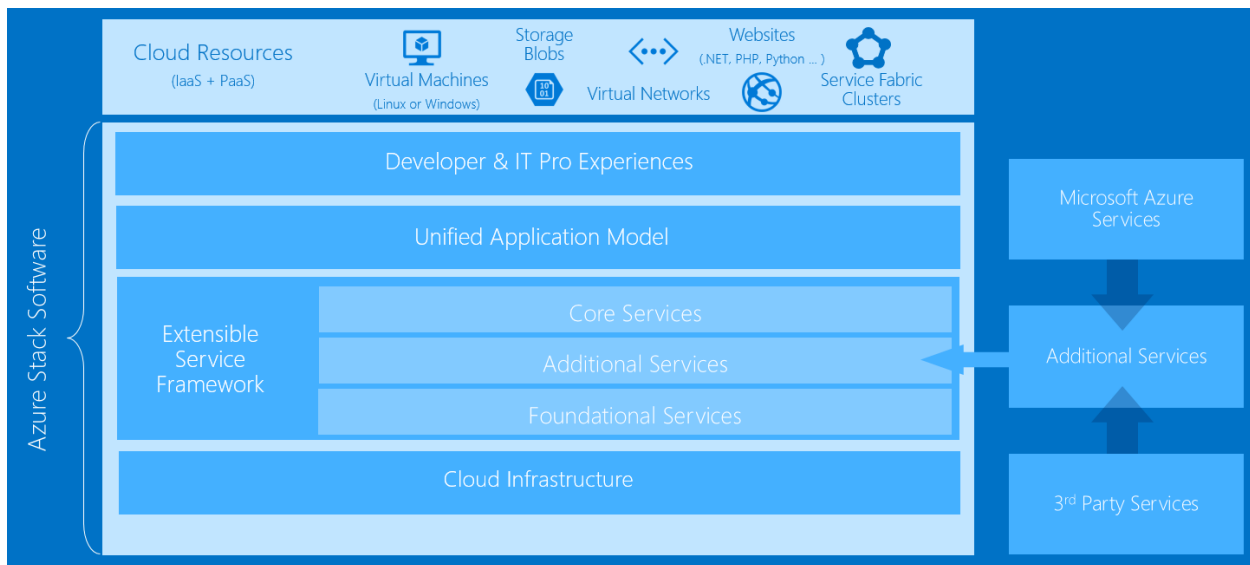 Cloud Resources
(IaaS + PaaS)
Virtual Machines
(Linux or Windows)
Storage
Blobs
10
01
Virtual Networks
Websites
(.NET, PHP, Python ... )
Service Fabric
Clusters
Azure Stack Software
Developer & IT Pro Experiences
Unified Application Model
Extensible
Service
Framework
Core Services
Additional Services
Foundational Services
Cloud Infrastructure
Microsoft Azure
Services
Additional Services
3rd Party Services